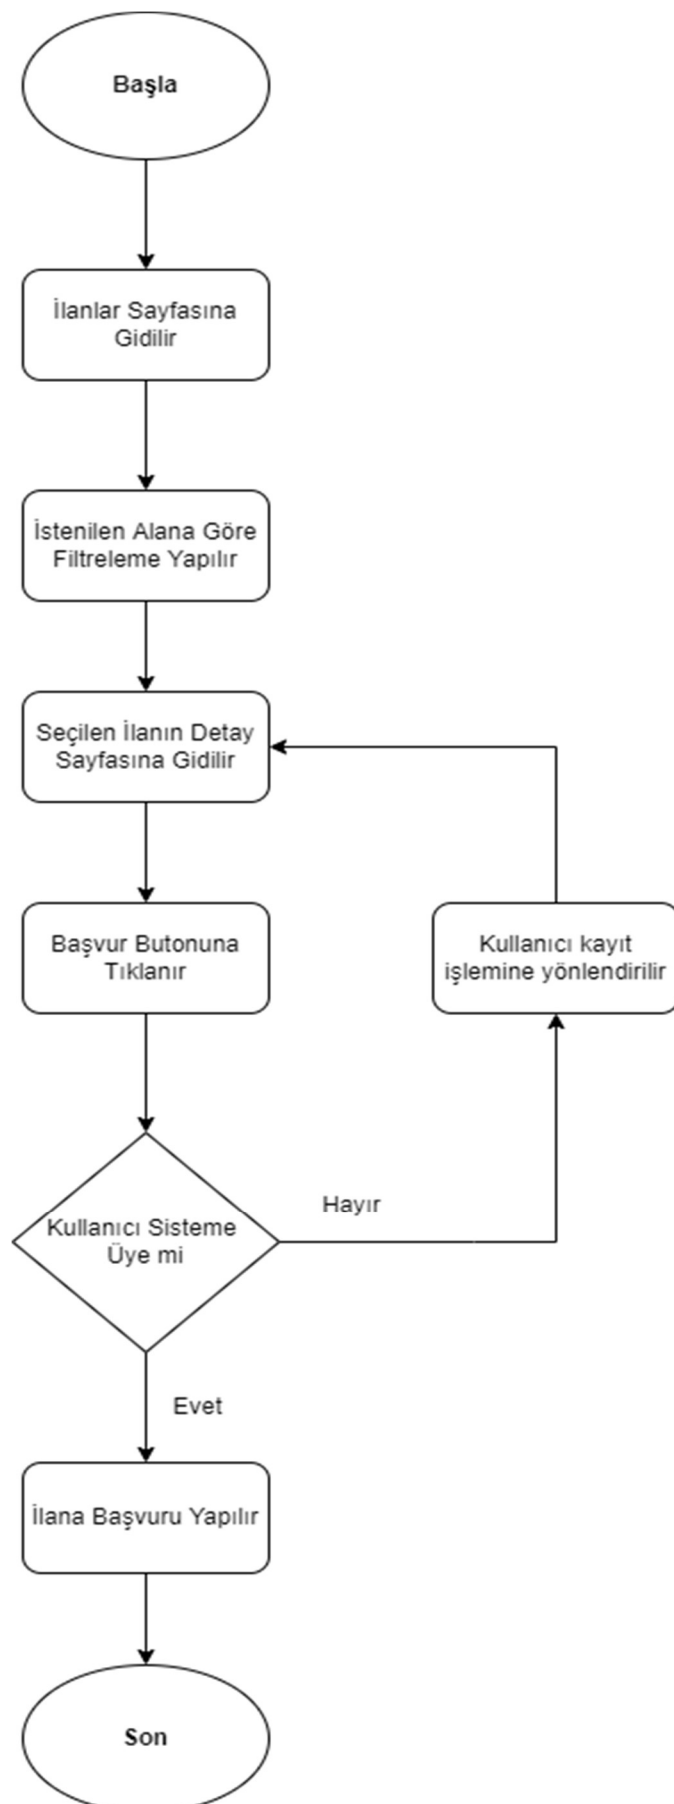 Başla
İlanlar Sayfasına
Gidilir
İstenilen Alana Göre
Filtreleme Yapılır
Seçilen İlanın Detay
Sayfasına Gidilir
Başvur Butonuna
Tıklanır
Kullanıcı kayıt
işlemine yönlendirilir
Kullanıcı Sisteme
Üye mi
Hayır
Evet
İlana Başvuru Yapılır
Son